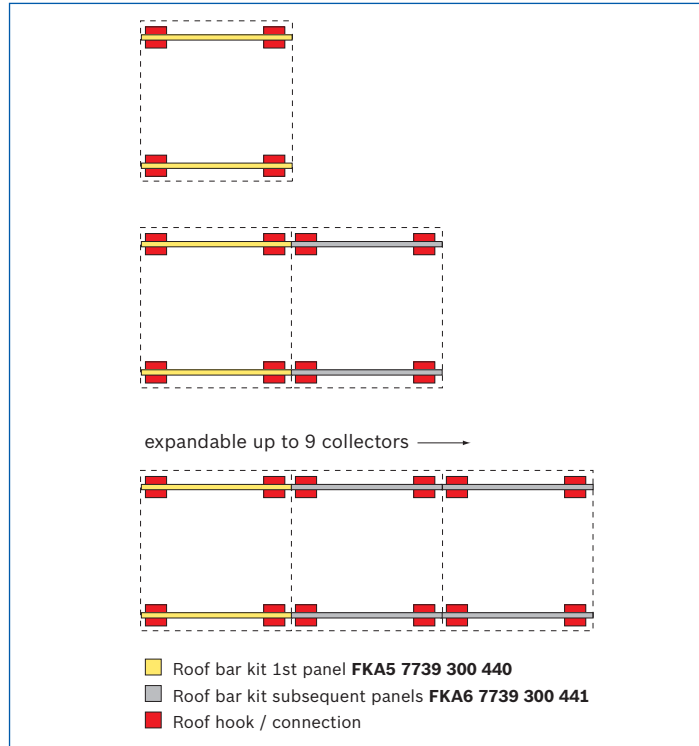 expandable up to 9 collectors
Roof bar kit 1st panel FKA5 7739 300 440
Roof bar kit subsequent panels FKA6 7739 300 441
Roof hook / connection